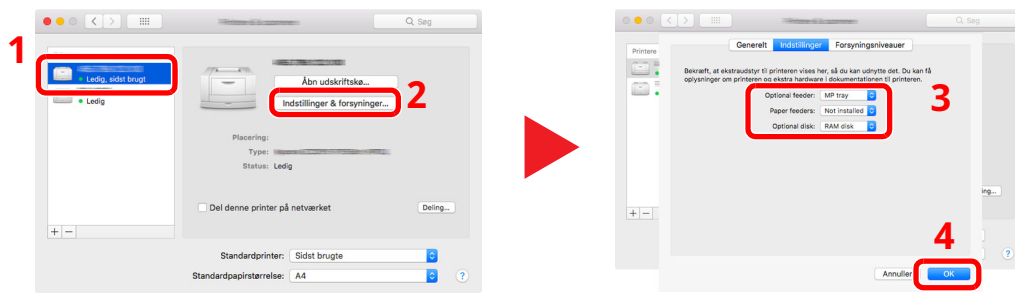 Søg
1
Ledig, sidst brugt
Ledig
Åbn udskriftskø...
Indstillinger & forsyninger...
2
Placering:
Type:
Status: Ledig
Del denne printer på netværket
Deling...
+ −
Standardprinter: Sidst brugte
Standardpapirstørrelse: A4
?
Søg
Printere
Generelt Indstillinger Forsyningsniveauer
Bekræft, at ekstraudstyr til printeren vises her, så du kan udnytte det. Du kan få
oplysninger om printeren og ekstra hardware i dokumentationen til printeren.
Optional feeder: MP tray
Paper feeders: Not installed
Optional disk: RAM disk
3
ing...
+ −
4
?
Annuller
OK